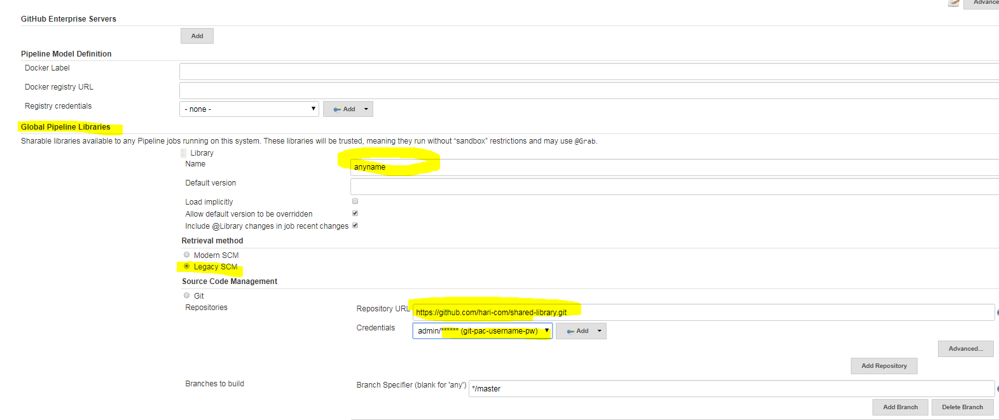 Advance
GitHub Enterprise Servers
Add
Pipeline Model Definition
Docker Label
Docker registry URL
Registry credentials - none - Add
Global Pipeline Libraries
Sharable libraries available to any Pipeline jobs running on this system. These libraries will be trusted, meaning they run without “sandbox” restrictions and may use @Grab.
Library
Name anyname
Default version
Load implicitly
Allow default version to be overridden
Include @Library changes in job recent changes
Retrieval method
Modern SCM
Legacy SCM
Source Code Management
Git
Repositories Repository URL https://github.com/hari-com/shared-library.git
Credentials admin/****** (git-pac-username-pw) Add
Advanced...
Add Repository
Branches to build Branch Specifier (blank for 'any') */master
Add Branch Delete Branch